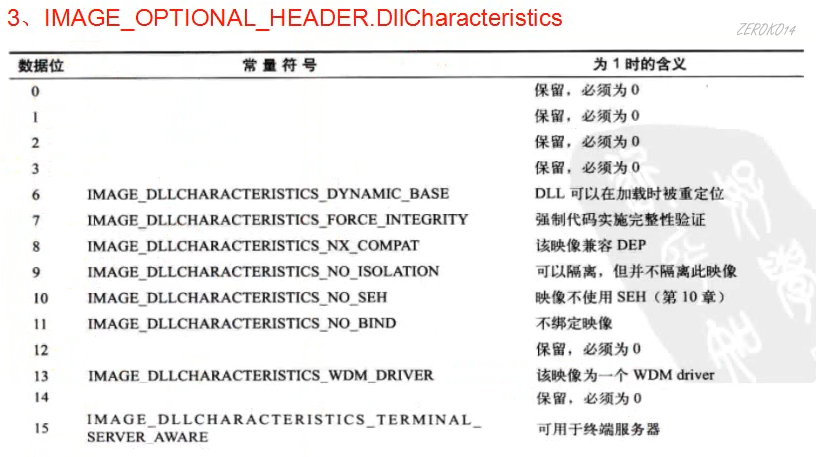 3、IMAGE_OPTIONAL_HEADER.DllCharacteristics
ZEROKO14
数据位 常量符号 为1时的含义
0 保留，必须为0
1 保留，必须为0
2 保留，必须为0
3 保留，必须为0
6 IMAGE_DLLCHARACTERISTICS_DYNAMIC_BASE DLL 可以在加载时被重定位
7 IMAGE_DLLCHARACTERISTICS_FORCE_INTEGRITY 强制代码实施完整性验证
8 IMAGE_DLLCHARACTERISTICS_NX_COMPAT 该映像兼容 DEP
9 IMAGE_DLLCHARACTERISTICS_NO_ISOLATION 可以隔离，但并不隔离此映像
10 IMAGE_DLLCHARACTERISTICS_NO_SEH 映像不使用 SEH（第 10 章）
11 IMAGE_DLLCHARACTERISTICS_NO_BIND 不绑定映像
12 保留，必须为0
13 IMAGE_DLLCHARACTERISTICS_WDM_DRIVER 该映像为一个 WDM driver
14 保留，必须为0
15 IMAGE_DLLCHARACTERISTICS_TERMINAL_ 可用于终端服务器
SERVER_AWARE